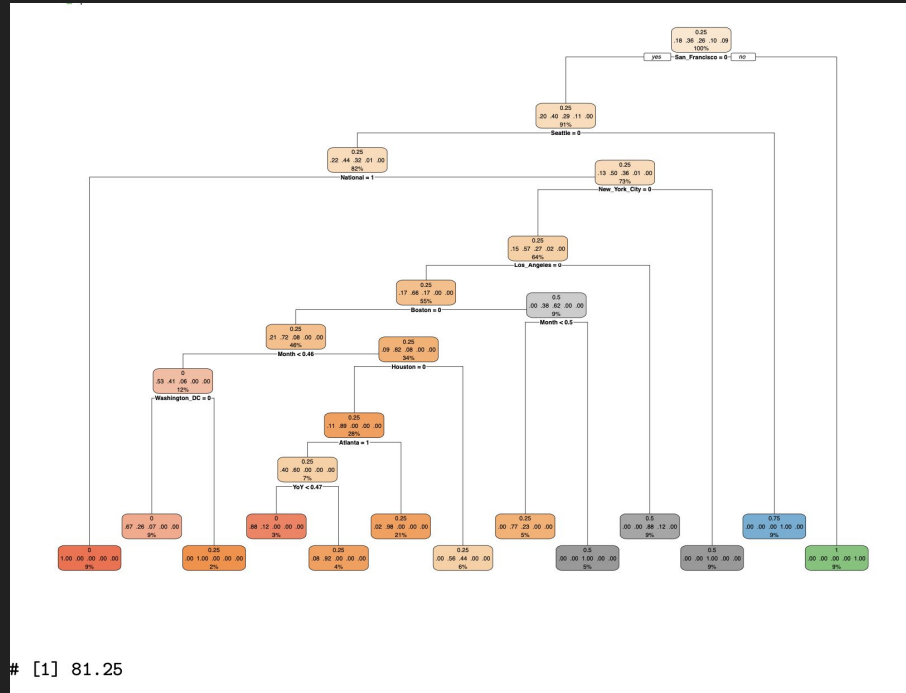 0.25
.18 .36 .26 .10 .09
100%
yes San_Francisco = 0 no
0.25
.20 .40 .29 .11 .00
91%
Seattle = 0
0.25
.22 .44 .32 .01 .00
82%
National = 1
0.25
.13 .50 .36 .01 .00
73%
New_York_City = 0
0.25
.15 .57 .27 .02 .00
64%
Los_Angeles = 0
0.25
.17 .66 .17 .00 .00
55%
Boston = 0
0.5
.00 .38 .62 .00 .00
9%
Month < 0.5
0.25
.21 .72 .08 .00 .00
46%
Month < 0.46
0.25
.09 .82 .08 .00 .00
34%
Houston = 0
0
.53 .41 .06 .00 .00
12%
Washington_DC = 0
0.25
.11 .89 .00 .00 .00
28%
Atlanta = 1
0.25
.40 .60 .00 .00 .00
7%
YoY < 0.47
0
.67 .26 .07 .00 .00
9%
0
.88 .12 .00 .00 .00
3%
0.25
.02 .98 .00 .00 .00
21%
0.25
.00 .77 .23 .00 .00
5%
0.5
.00 .00 .88 .12 .00
9%
0.75
.00 .00 .00 1.00 .00
9%
0
1.00 .00 .00 .00 .00
9%
0.25
.00 1.00 .00 .00 .00
2%
0.25
.08 .92 .00 .00 .00
4%
0.25
.00 .56 .44 .00 .00
6%
0.5
.00 .00 1.00 .00 .00
5%
0.5
.00 .00 1.00 .00 .00
9%
1
.00 .00 .00 .00 1.00
9%
# [1] 81.25